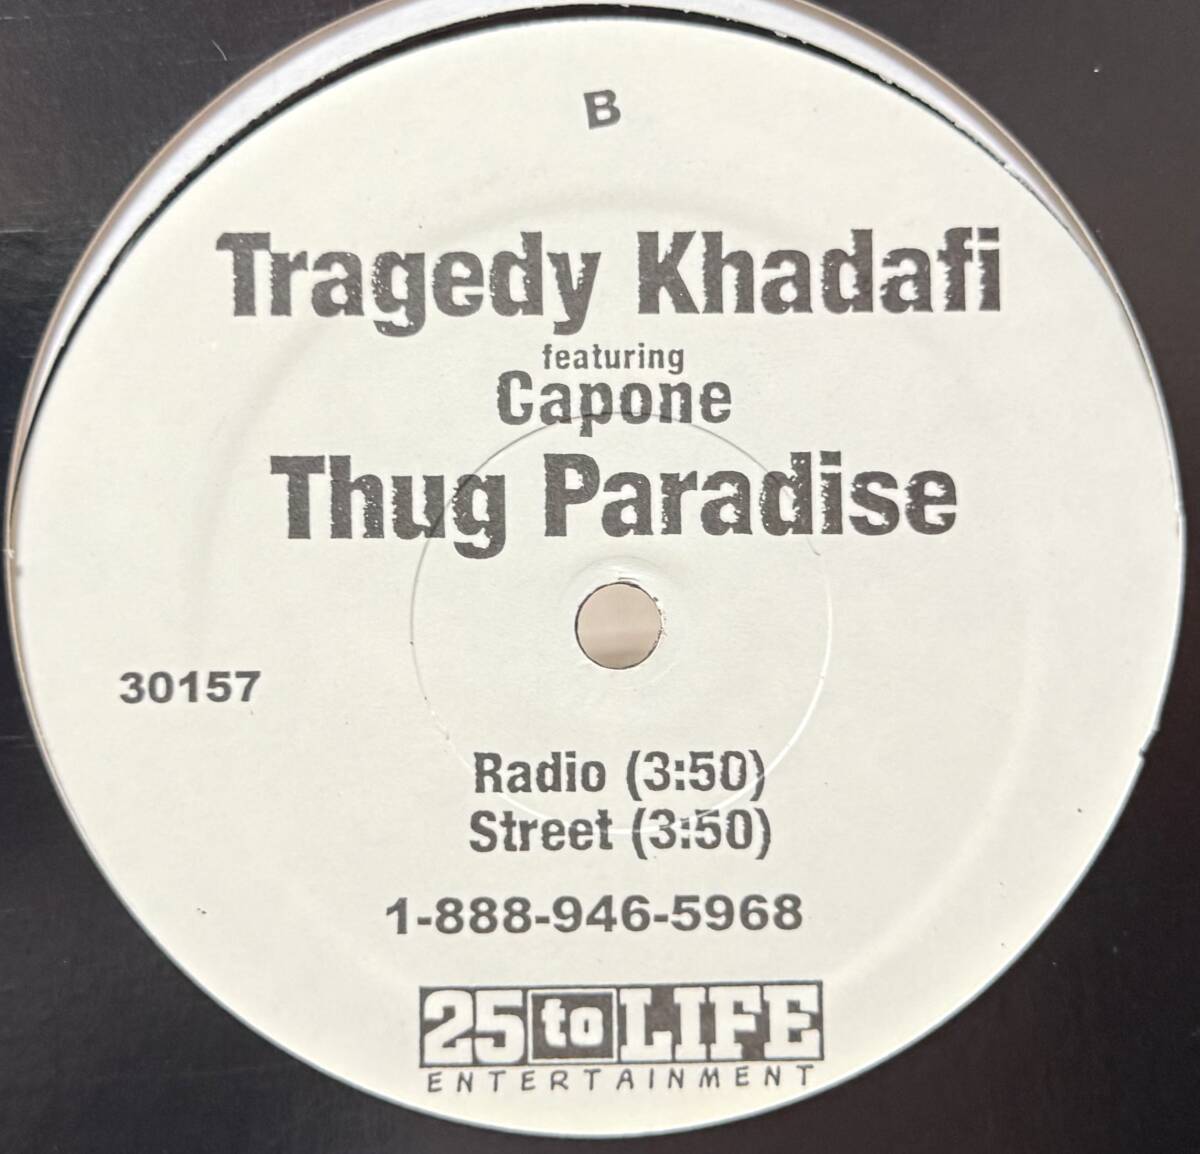 B
Tragedy Khadafi
featuring
Capone
Thug Paradise
30157
Radio (3:50)
Street (3:50)
1-888-946-5968
25 to LIFE
ENTERTAINMENT